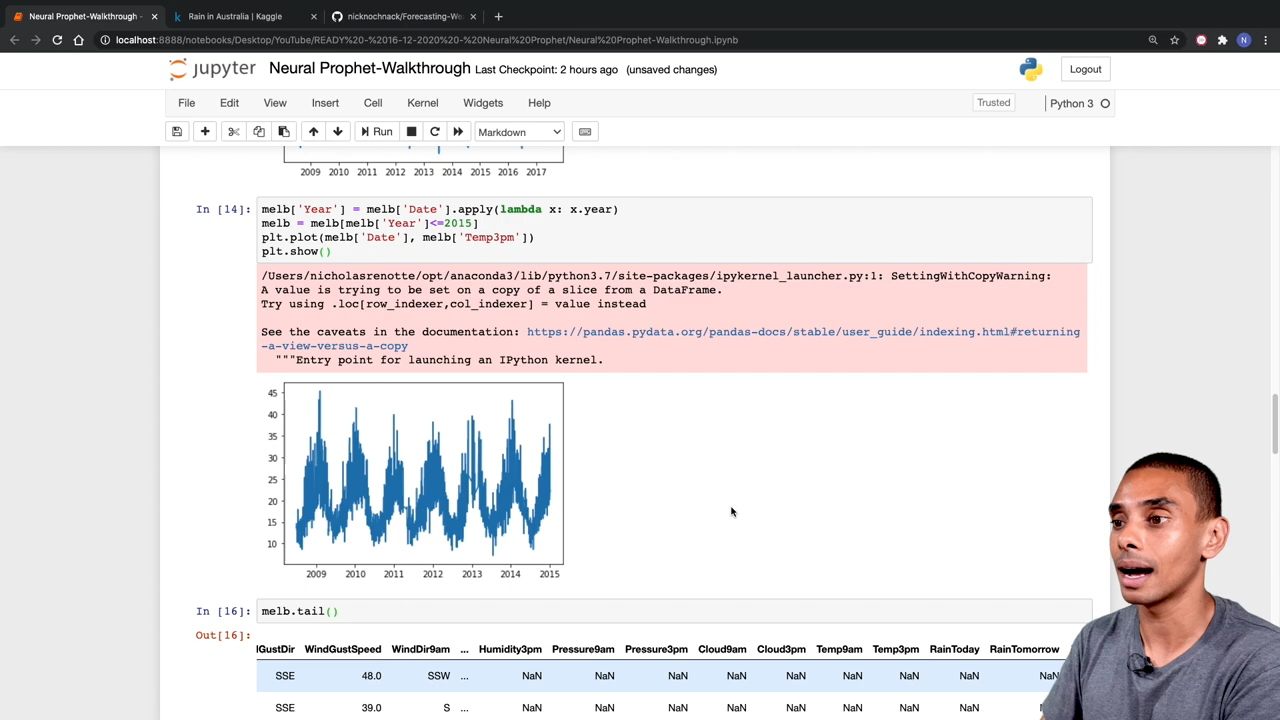 Neural Prophet-Walkthrough -
Rain in Australia | Kaggle
nicknochnack/Forecasting-We
localhost:8888/notebooks/Desktop/YouTube/READY%20-%2016-12-2020%20-%20Neural%20Prophet/Neural%20Prophet-Walkthrough.ipynb
N
jupyter Neural Prophet-Walkthrough Last Checkpoint: 2 hours ago (unsaved changes)
Logout
File Edit View Insert Cell Kernel Widgets Help
Trusted
Python 3
Run
Markdown
2009 2010 2011 2012 2013 2014 2015 2016 2017
In [14]:
melb['Year'] = melb['Date'].apply(lambda x: x.year)
melb = melb[melb['Year']<=2015]
plt.plot(melb['Date'], melb['Temp3pm'])
plt.show()
/Users/nicholasrenotte/opt/anaconda3/lib/python3.7/site-packages/ipykernel_launcher.py:1: SettingWithCopyWarning:
A value is trying to be set on a copy of a slice from a DataFrame.
Try using .loc[row_indexer,col_indexer] = value instead
See the caveats in the documentation: https://pandas.pydata.org/pandas-docs/stable/user_guide/indexing.html#returning
-a-view-versus-a-copy
"""Entry point for launching an IPython kernel.
45
40
35
30
25
20
15
10
2009 2010 2011 2012 2013 2014 2015
In [16]:
melb.tail()
Out[16]:
lGustDir WindGustSpeed WindDir9am ... Humidity3pm Pressure9am Pressure3pm Cloud9am Cloud3pm Temp9am Temp3pm RainToday RainTomorrow
SSE 48.0 SSW ... NaN NaN NaN NaN NaN NaN NaN NaN NaN
SSE 39.0 S ... NaN NaN NaN NaN NaN NaN NaN NaN